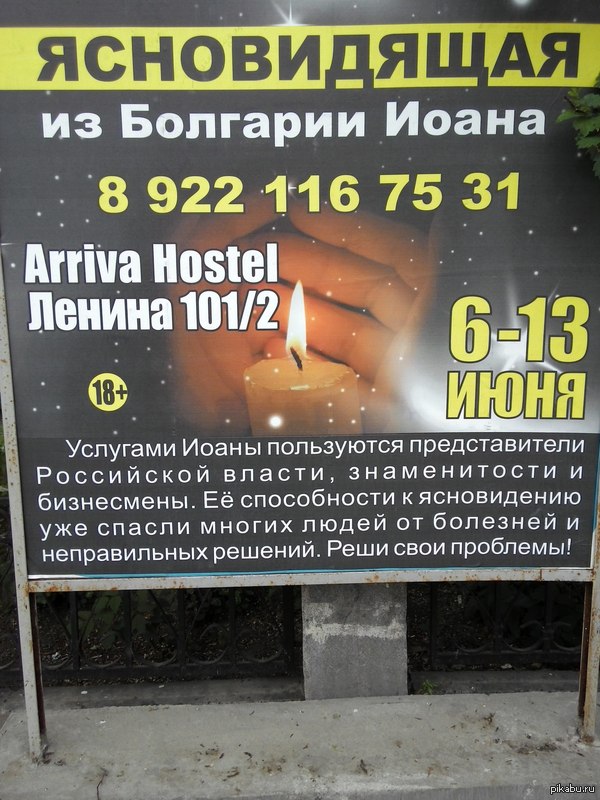 ЯСНОВИДЯЩАЯ
из Болгарии Иоана
8 922 116 75 31
Arriva Hostel
Ленина 101/2
6-13
ИЮНЯ
18+
Услугами Иоаны пользуются представители
Российской власти, знаменитости и
бизнесмены. Её способности к ясновидению
уже спасли многих людей от болезней и
неправильных решений. Реши свои проблемы!
pikabu.ru